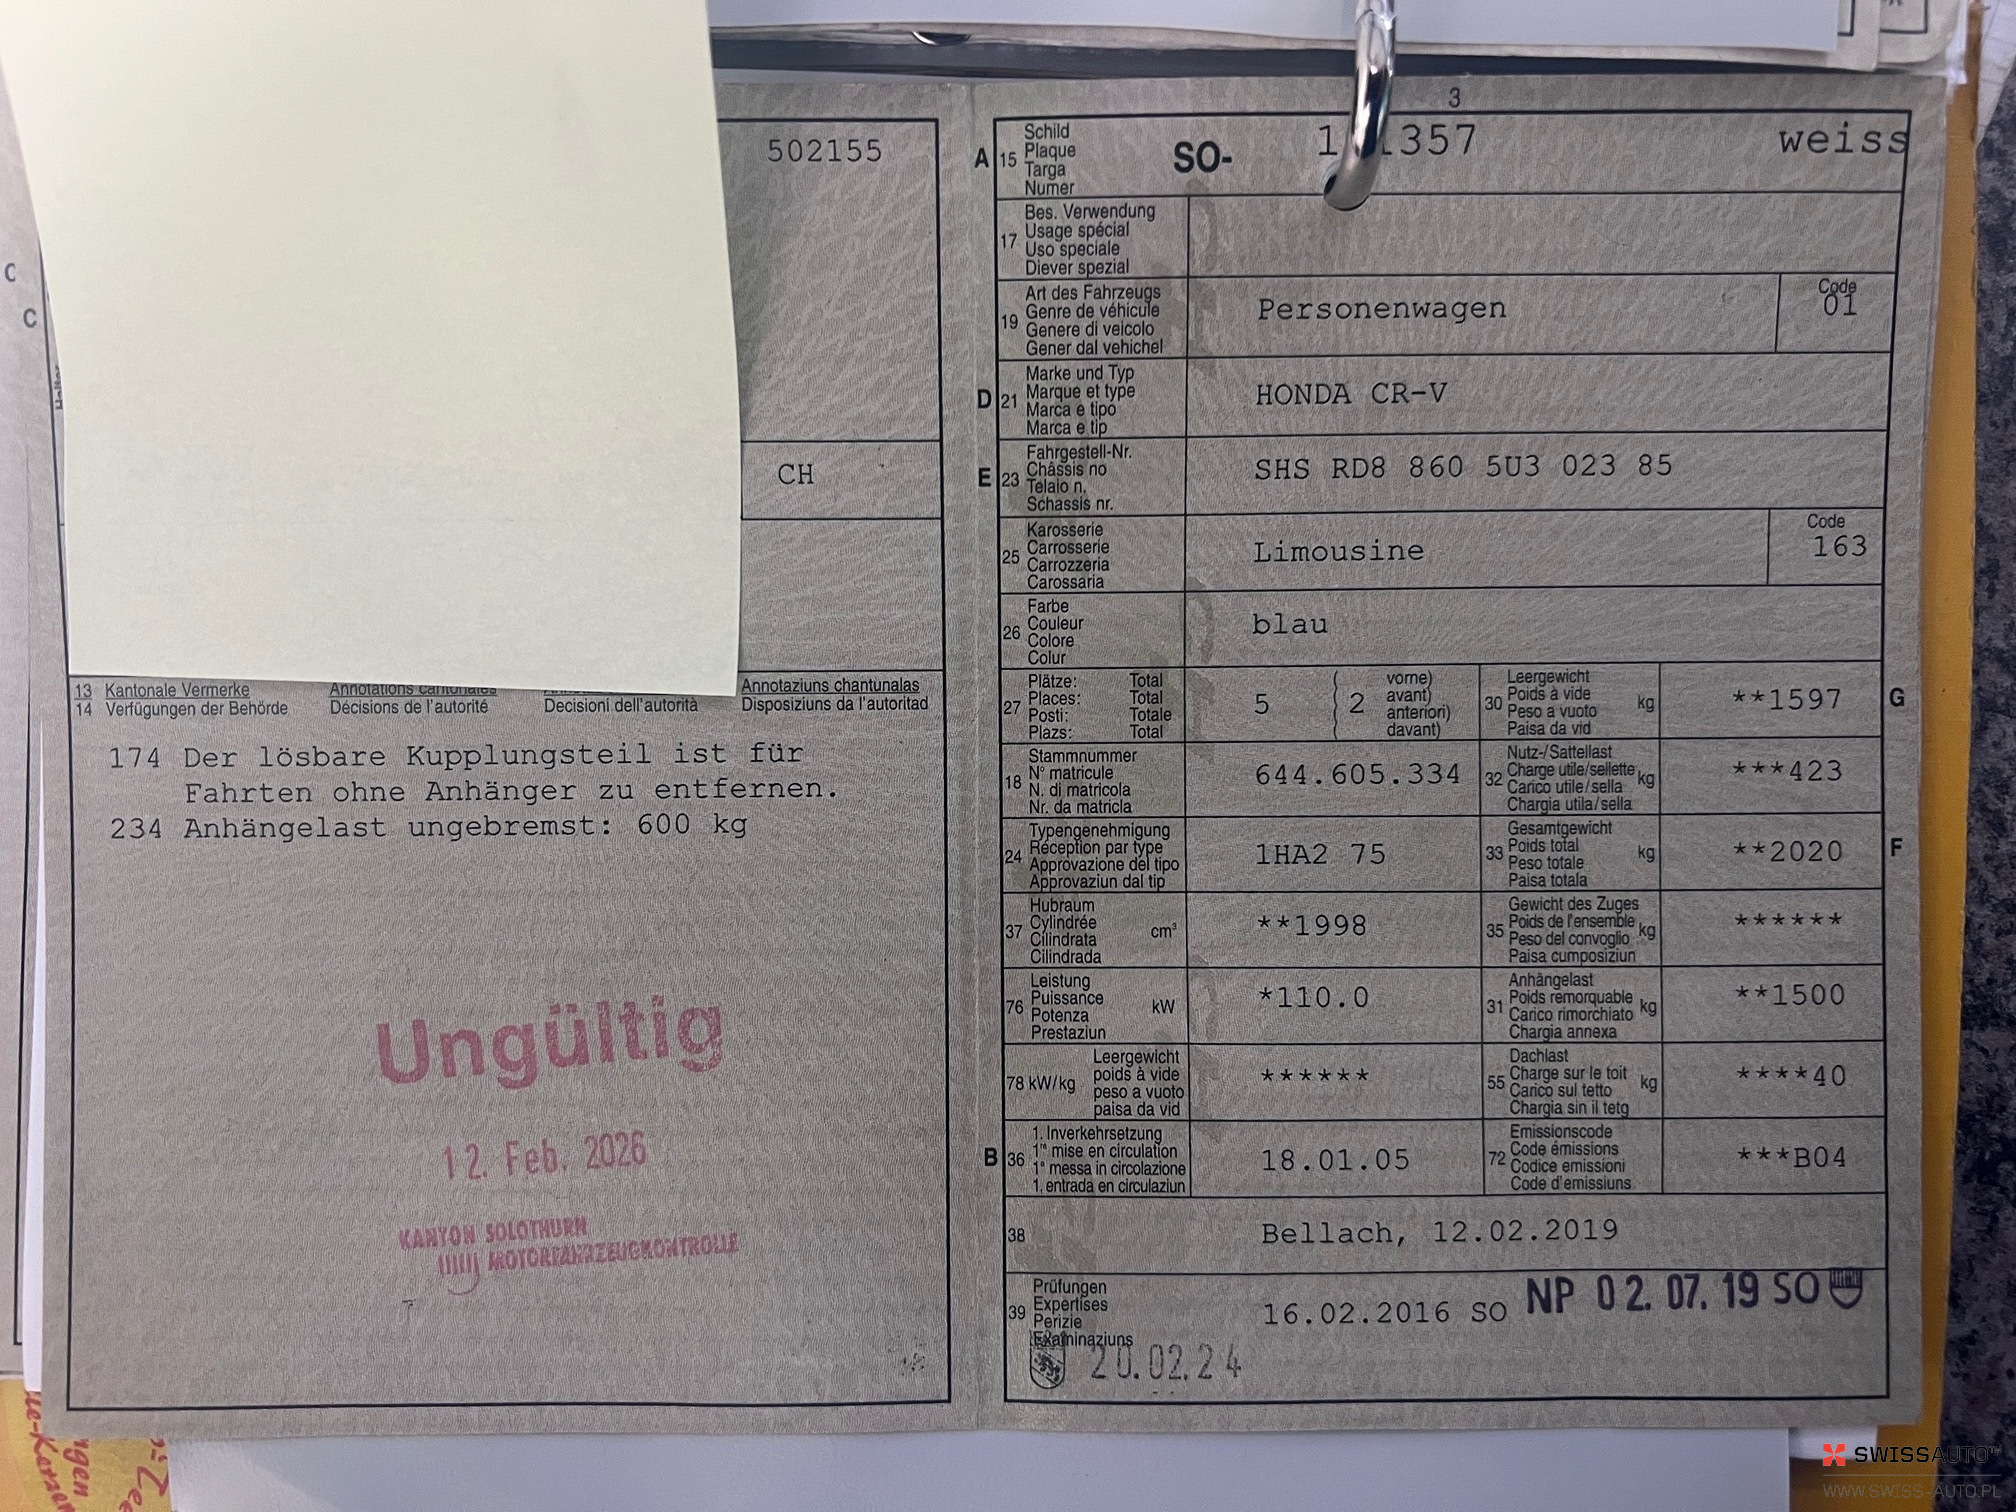 502155
CH
C
C
13 Kantonale Vermerke Annotations cantonales Annotaziuns chantunalas
14 Verfügungen der Behörde Décisions de l'autorité Decisioni dell'autorità Disposiziuns da l'autoritad
174 Der lösbare Kupplungsteil ist für
Fahrten ohne Anhänger zu entfernen.
234 Anhängelast ungebremst: 600 kg
Ungültig
12. Feb. 2026
KANTON SOLOTHURN
MOTORFAHRZEUGKONTROLLE
3
A 15 Schild
Plaque
Targa
Numer
SO- 1 1357 weiss
17 Bes. Verwendung
Usage spécial
Uso speciale
Diever spezial
19 Art des Fahrzeugs
Genre de véhicule
Genere di veicolo
Gener dal vehichel
Personenwagen
Code
01
D 21 Marke und Typ
Marque et type
Marca e tipo
Marca e tip
HONDA CR-V
E 23 Fahrgestell-Nr.
Châssis no
Telaio n.
Schassis nr.
SHS RD8 860 5U3 023 85
25 Karosserie
Carrosserie
Carrozzeria
Carossaria
Limousine
Code
163
26 Farbe
Couleur
Colore
Colur
blau
27 Plätze: Total
Places: Total
Posti: Totale
Plazs: Total
5 2
vorne)
avant)
anteriori)
davant)
30 Leergewicht
Poids à vide
Peso a vuoto
Paisa da vid
kg **1597 G
18 Stammnummer
N° matricule
N. di matricola
Nr. da matricla
644.605.334
32 Nutz-/Sattellast
Charge utile/sellette
Carico utile/sella
Chargia utila/sella
kg ***423
24 Typengenehmigung
Réception par type
Approvazione del tipo
Approvaziun dal tip
1HA2 75
33 Gesamtgewicht
Poids total
Peso totale
Paisa totala
kg **2020 F
37 Hubraum
Cylindrée
Cilindrata
Cilindrada
cm³ **1998
35 Gewicht des Zuges
Poids de l'ensemble
Peso del convoglio
Paisa cumposiziun
kg ******
76 Leistung
Puissance
Potenza
Prestaziun
kW *110.0
31 Anhängelast
Poids remorquable
Carico rimorchiato
Chargia annexa
kg **1500
78 kW/kg Leergewicht
poids à vide
peso a vuoto
paisa da vid
******
55 Dachlast
Charge sur le toit
Carico sul tetto
Chargia sin il tetg
kg ****40
B 36 1. Inverkehrsetzung
1re mise en circulation
1a messa in circolazione
1. entrada en circulaziun
18.01.05
72 Emissionscode
Code émissions
Codice emissioni
Code d'emissiuns
***B04
38 Bellach, 12.02.2019
39 Prüfungen
Expertises
Perizie
Examinaziuns
16.02.2016 SO NP 02.07.19 SO
20.02.24
SWISSAUTO
WWW.SWISS-AUTO.PL